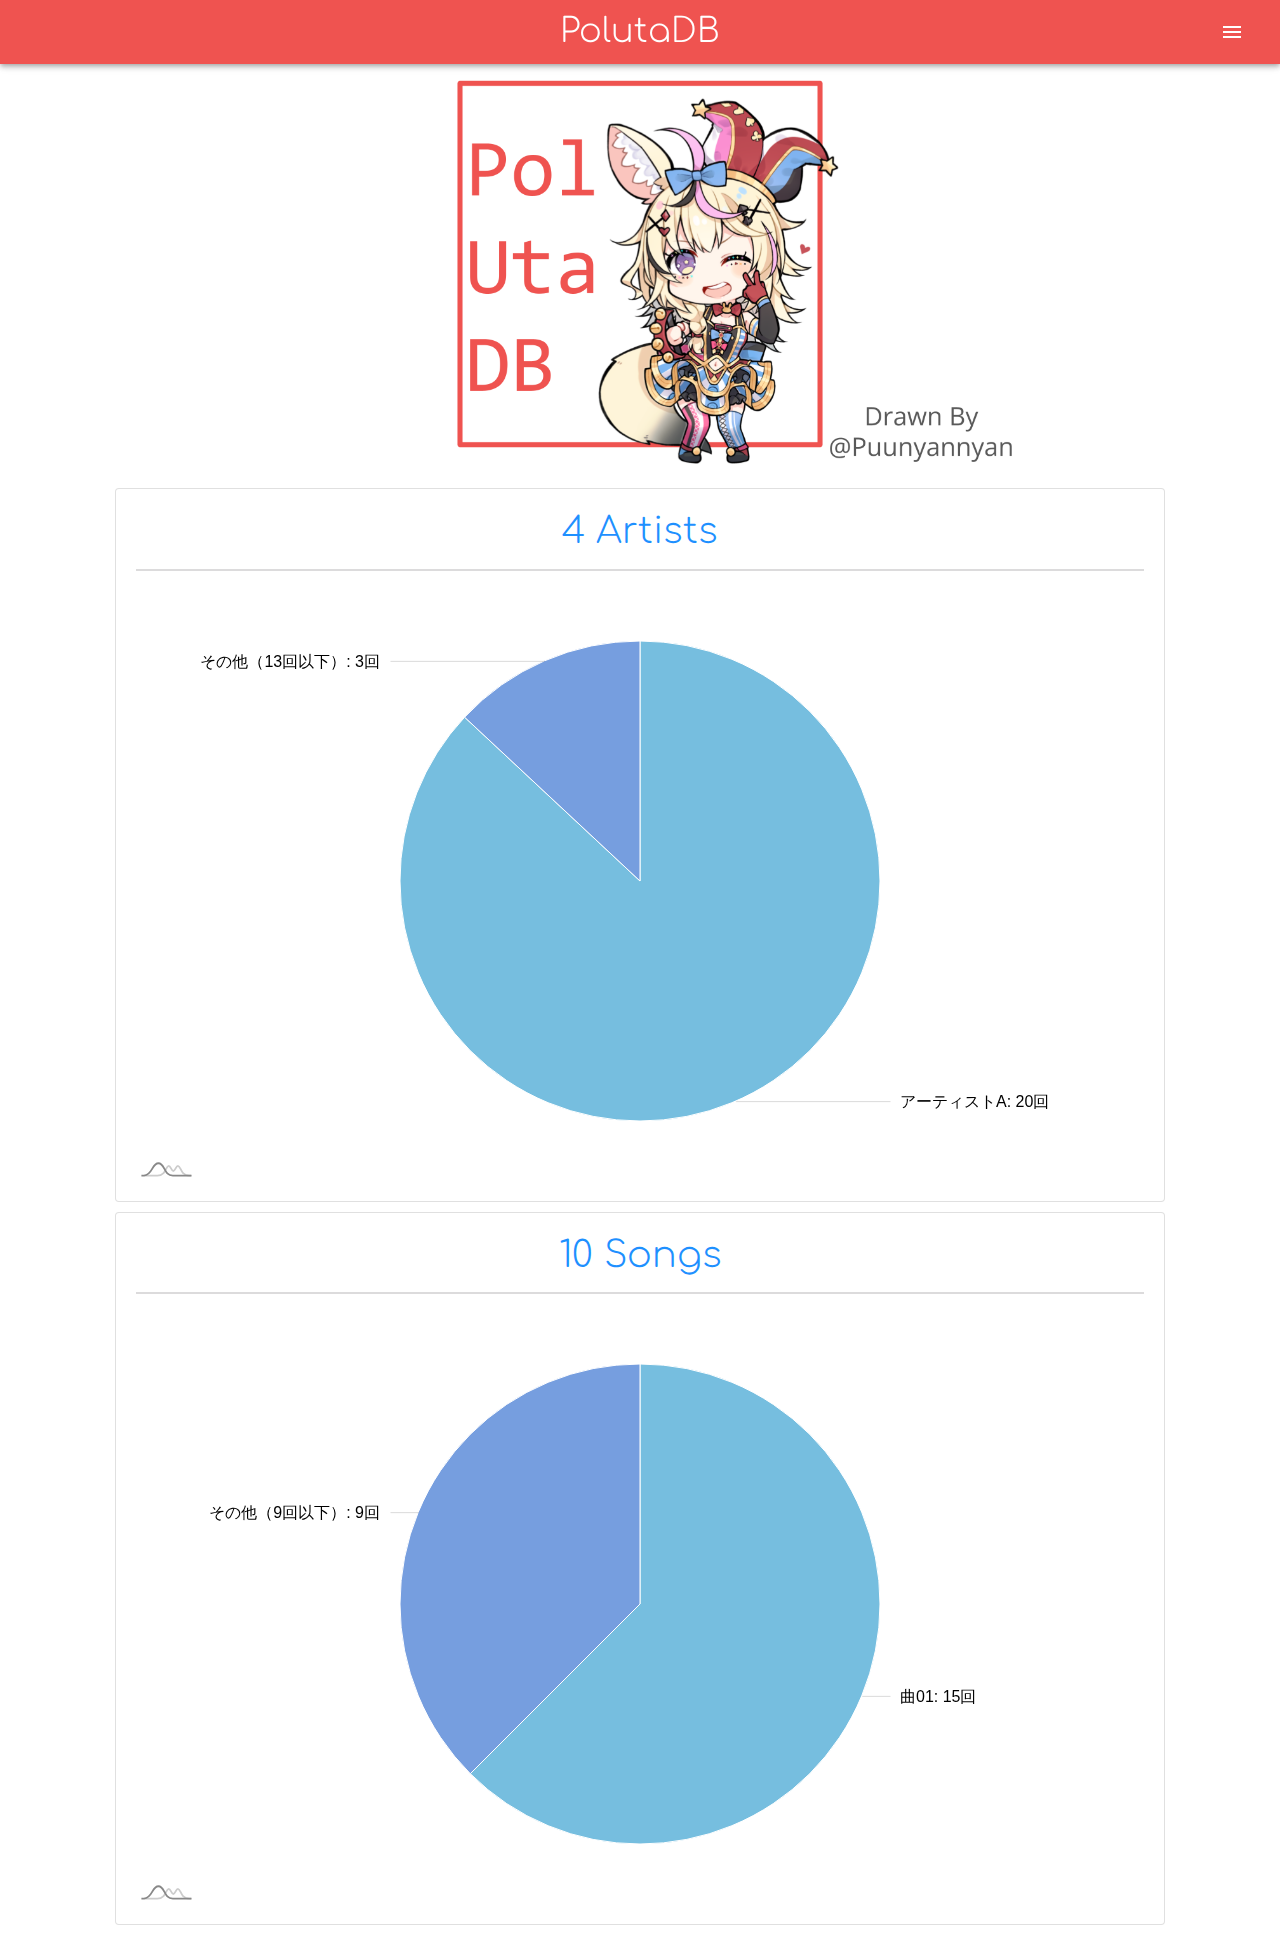 PolutaDB
Pol
Uta
DB
Drawn By
@Puunyannyan
4 Artists
その他（13回以下）: 3回
アーティストA: 20回
10 Songs
その他（9回以下）: 9回
曲01: 15回